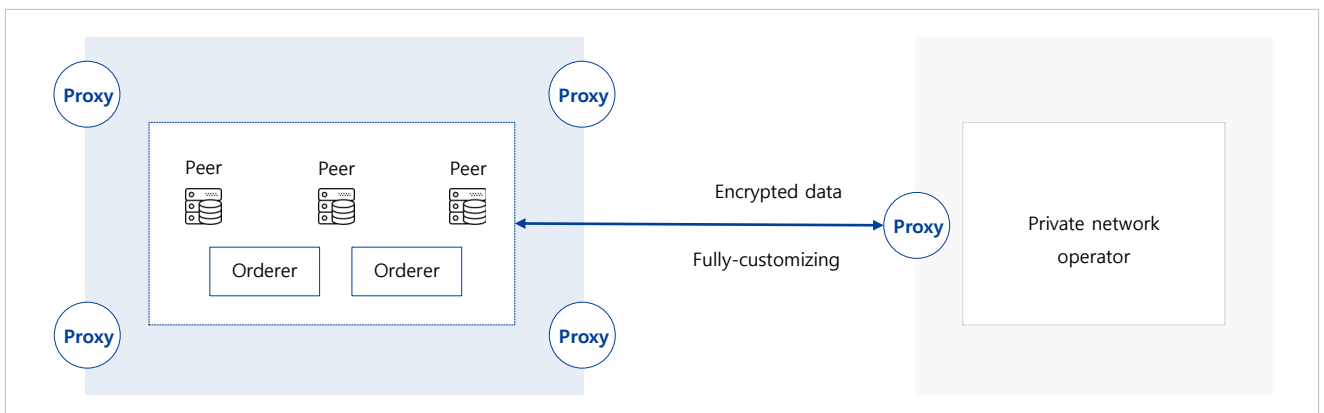 Proxy
Proxy
Peer
Peer
Peer
Orderer
Orderer
Proxy
Proxy
Encrypted data
Fully-customizing
Proxy
Private network
operator